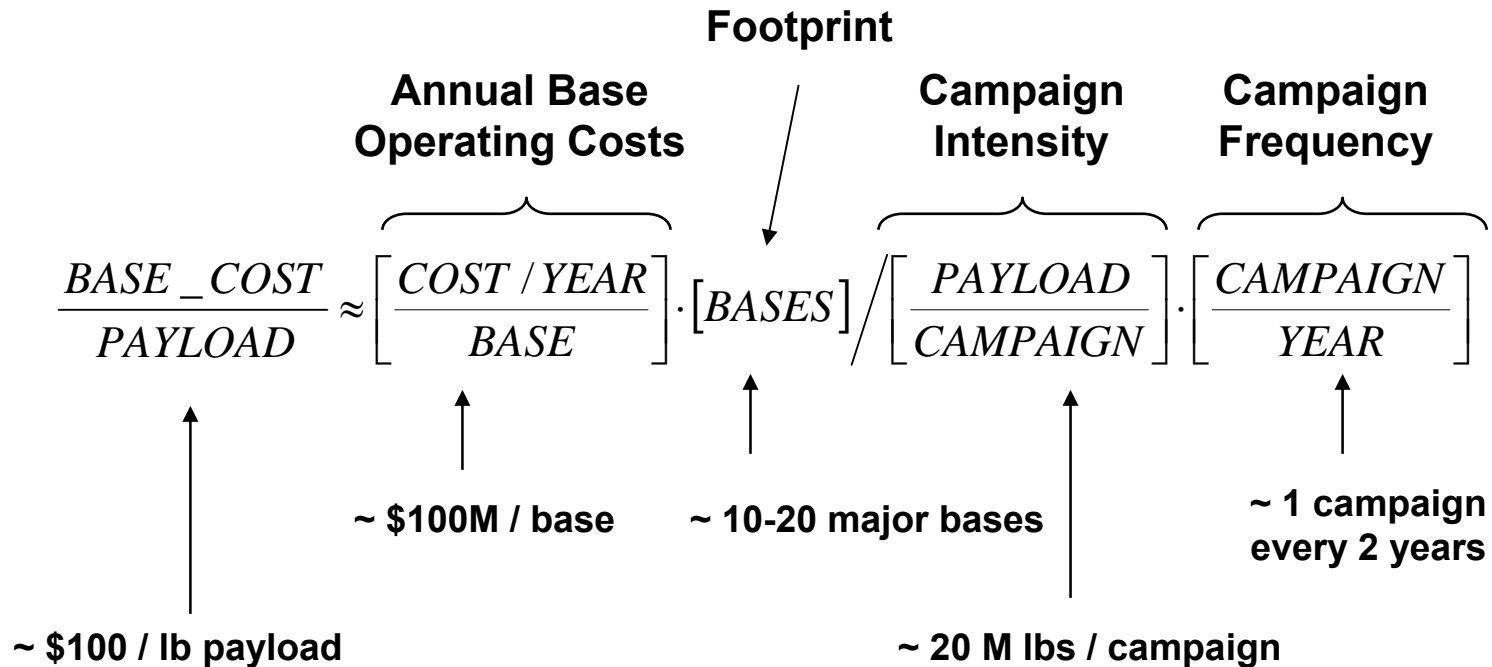 Footprint
Annual Base
Operating Costs
Campaign
Intensity
Campaign
Frequency
BASE_COST / PAYLOAD ≈ [COST / YEAR / BASE] · [BASES] / [PAYLOAD / CAMPAIGN] · [CAMPAIGN / YEAR]
~ $100M / base
~ 10-20 major bases
~ 1 campaign
every 2 years
~ $100 / lb payload
~ 20 M lbs / campaign